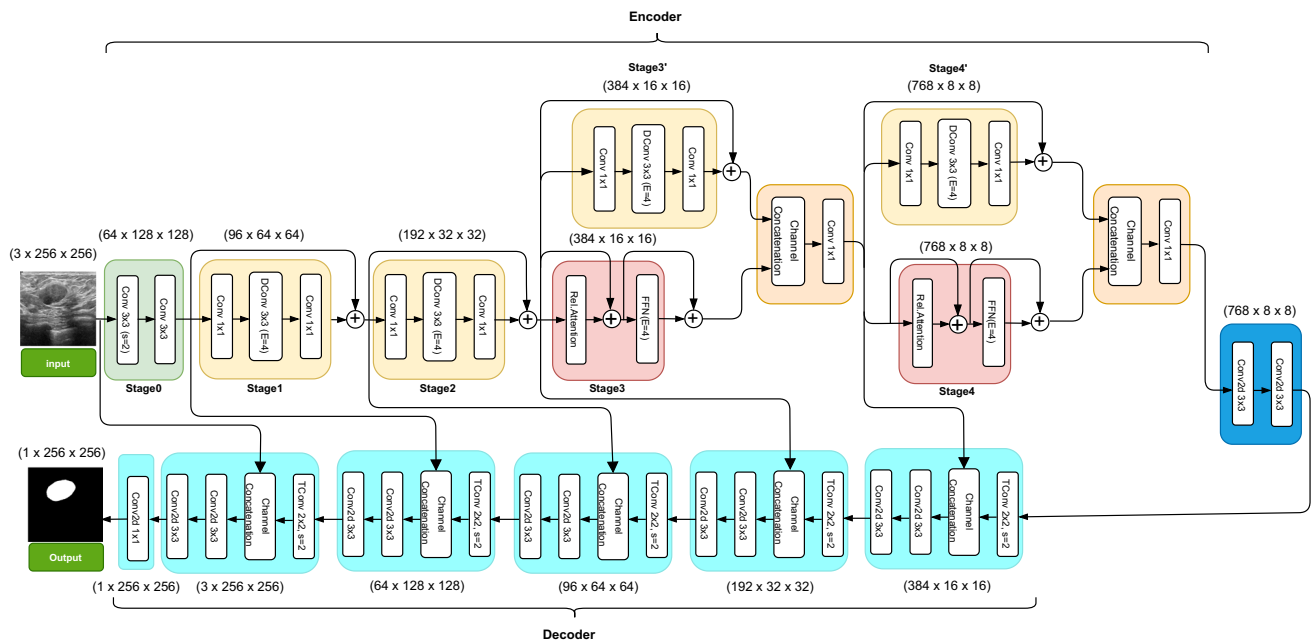 Encoder
Stage3'
(384 x 16 x 16)
Stage4'
(768 x 8 x 8)
Conv 1x1
DConv 3x3 (E=4)
Conv 1x1
Channel
Concatenation
Conv 1x1
Conv 1x1
DConv 3x3 (E=4)
Conv 1x1
Channel
Concatenation
Conv 1x1
(3 x 256 x 256)
(64 x 128 x 128)
(96 x 64 x 64)
(192 x 32 x 32)
(384 x 16 x 16)
(768 x 8 x 8)
input
Conv 3x3 (s=2)
Conv 3x3
Stage0
Conv 1x1
DConv 3x3 (E=4)
Conv 1x1
Stage1
Conv 1x1
DConv 3x3 (E=4)
Conv 1x1
Stage2
Rel.Attention
FFN(E=4)
Stage3
Rel.Attention
FFN(E=4)
Stage4
(768 x 8 x 8)
Conv2d 3x3
Conv2d 3x3
(1 x 256 x 256)
Output
Conv2d 1x1
Conv2d 3x3
Conv2d 3x3
Channel
Concatenation
TConv 2x2, s=2
Conv2d 3x3
Conv2d 3x3
Channel
Concatenation
TConv 2x2, s=2
Conv2d 3x3
Conv2d 3x3
Channel
Concatenation
TConv 2x2, s=2
Conv2d 3x3
Conv2d 3x3
Channel
Concatenation
TConv 2x2, s=2
Conv2d 3x3
Conv2d 3x3
Channel
Concatenation
TConv 2x2, s=2
(1 x 256 x 256)
(3 x 256 x 256)
(64 x 128 x 128)
(96 x 64 x 64)
(192 x 32 x 32)
(384 x 16 x 16)
Decoder